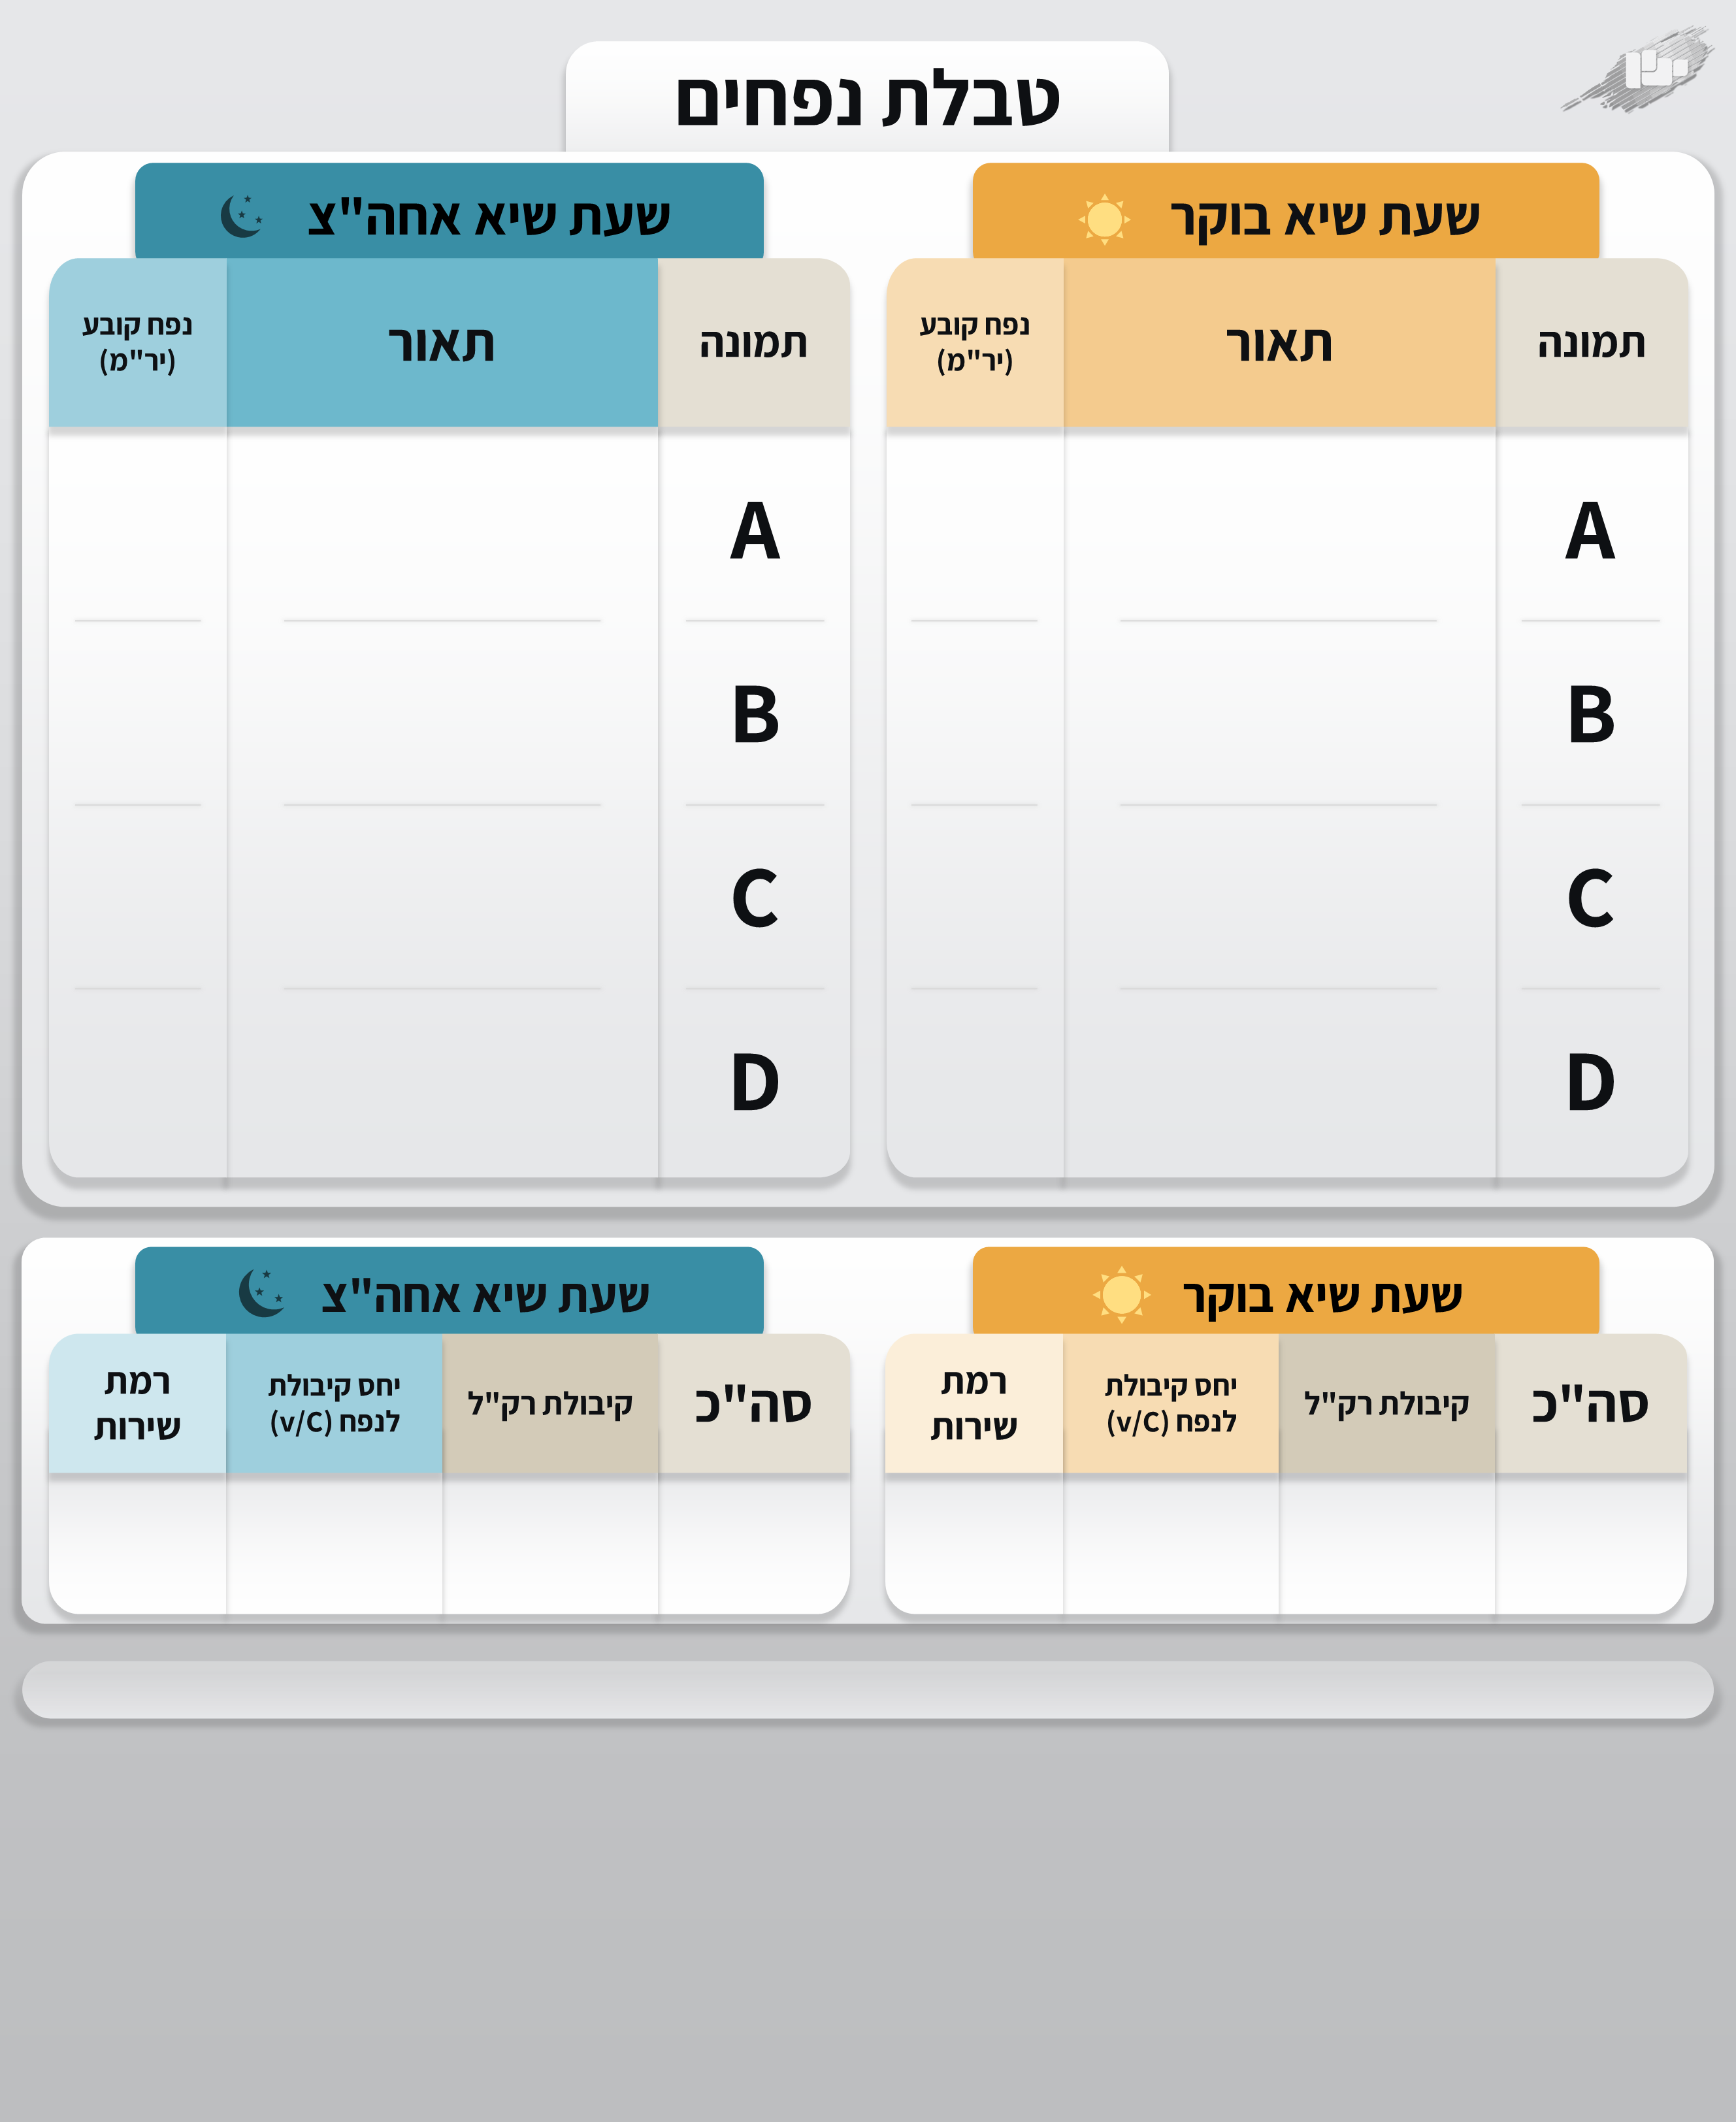 טבלת נפחים
שעת שיא בוקר
תמונה
תאור
נפח קובע
(יר"מ)
A
B
C
D
שעת שיא אחה"צ
תמונה
תאור
נפח קובע
(יר"מ)
A
B
C
D
שעת שיא בוקר
סה"כ
קיבולת רק"ל
יחס קיבולת
לנפח (v/C)
רמת
שירות
שעת שיא אחה"צ
סה"כ
קיבולת רק"ל
יחס קיבולת
לנפח (v/C)
רמת
שירות